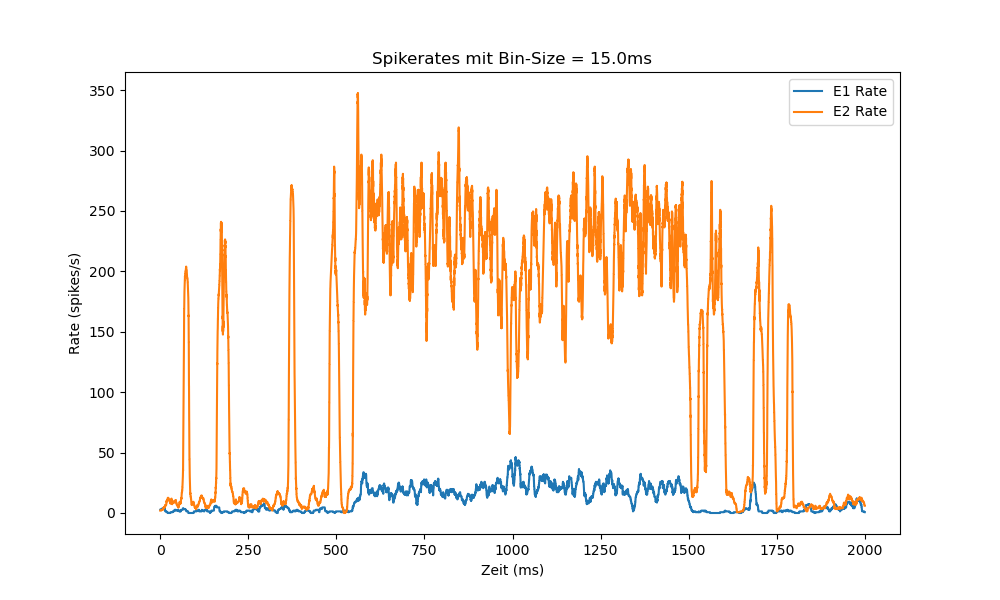 Spikerates mit Bin-Size = 15.0ms
E1 Rate
E2 Rate
350
300
250
200
150
100
50
0
Rate (spikes/s)
0 250 500 750 1000 1250 1500 1750 2000
Zeit (ms)